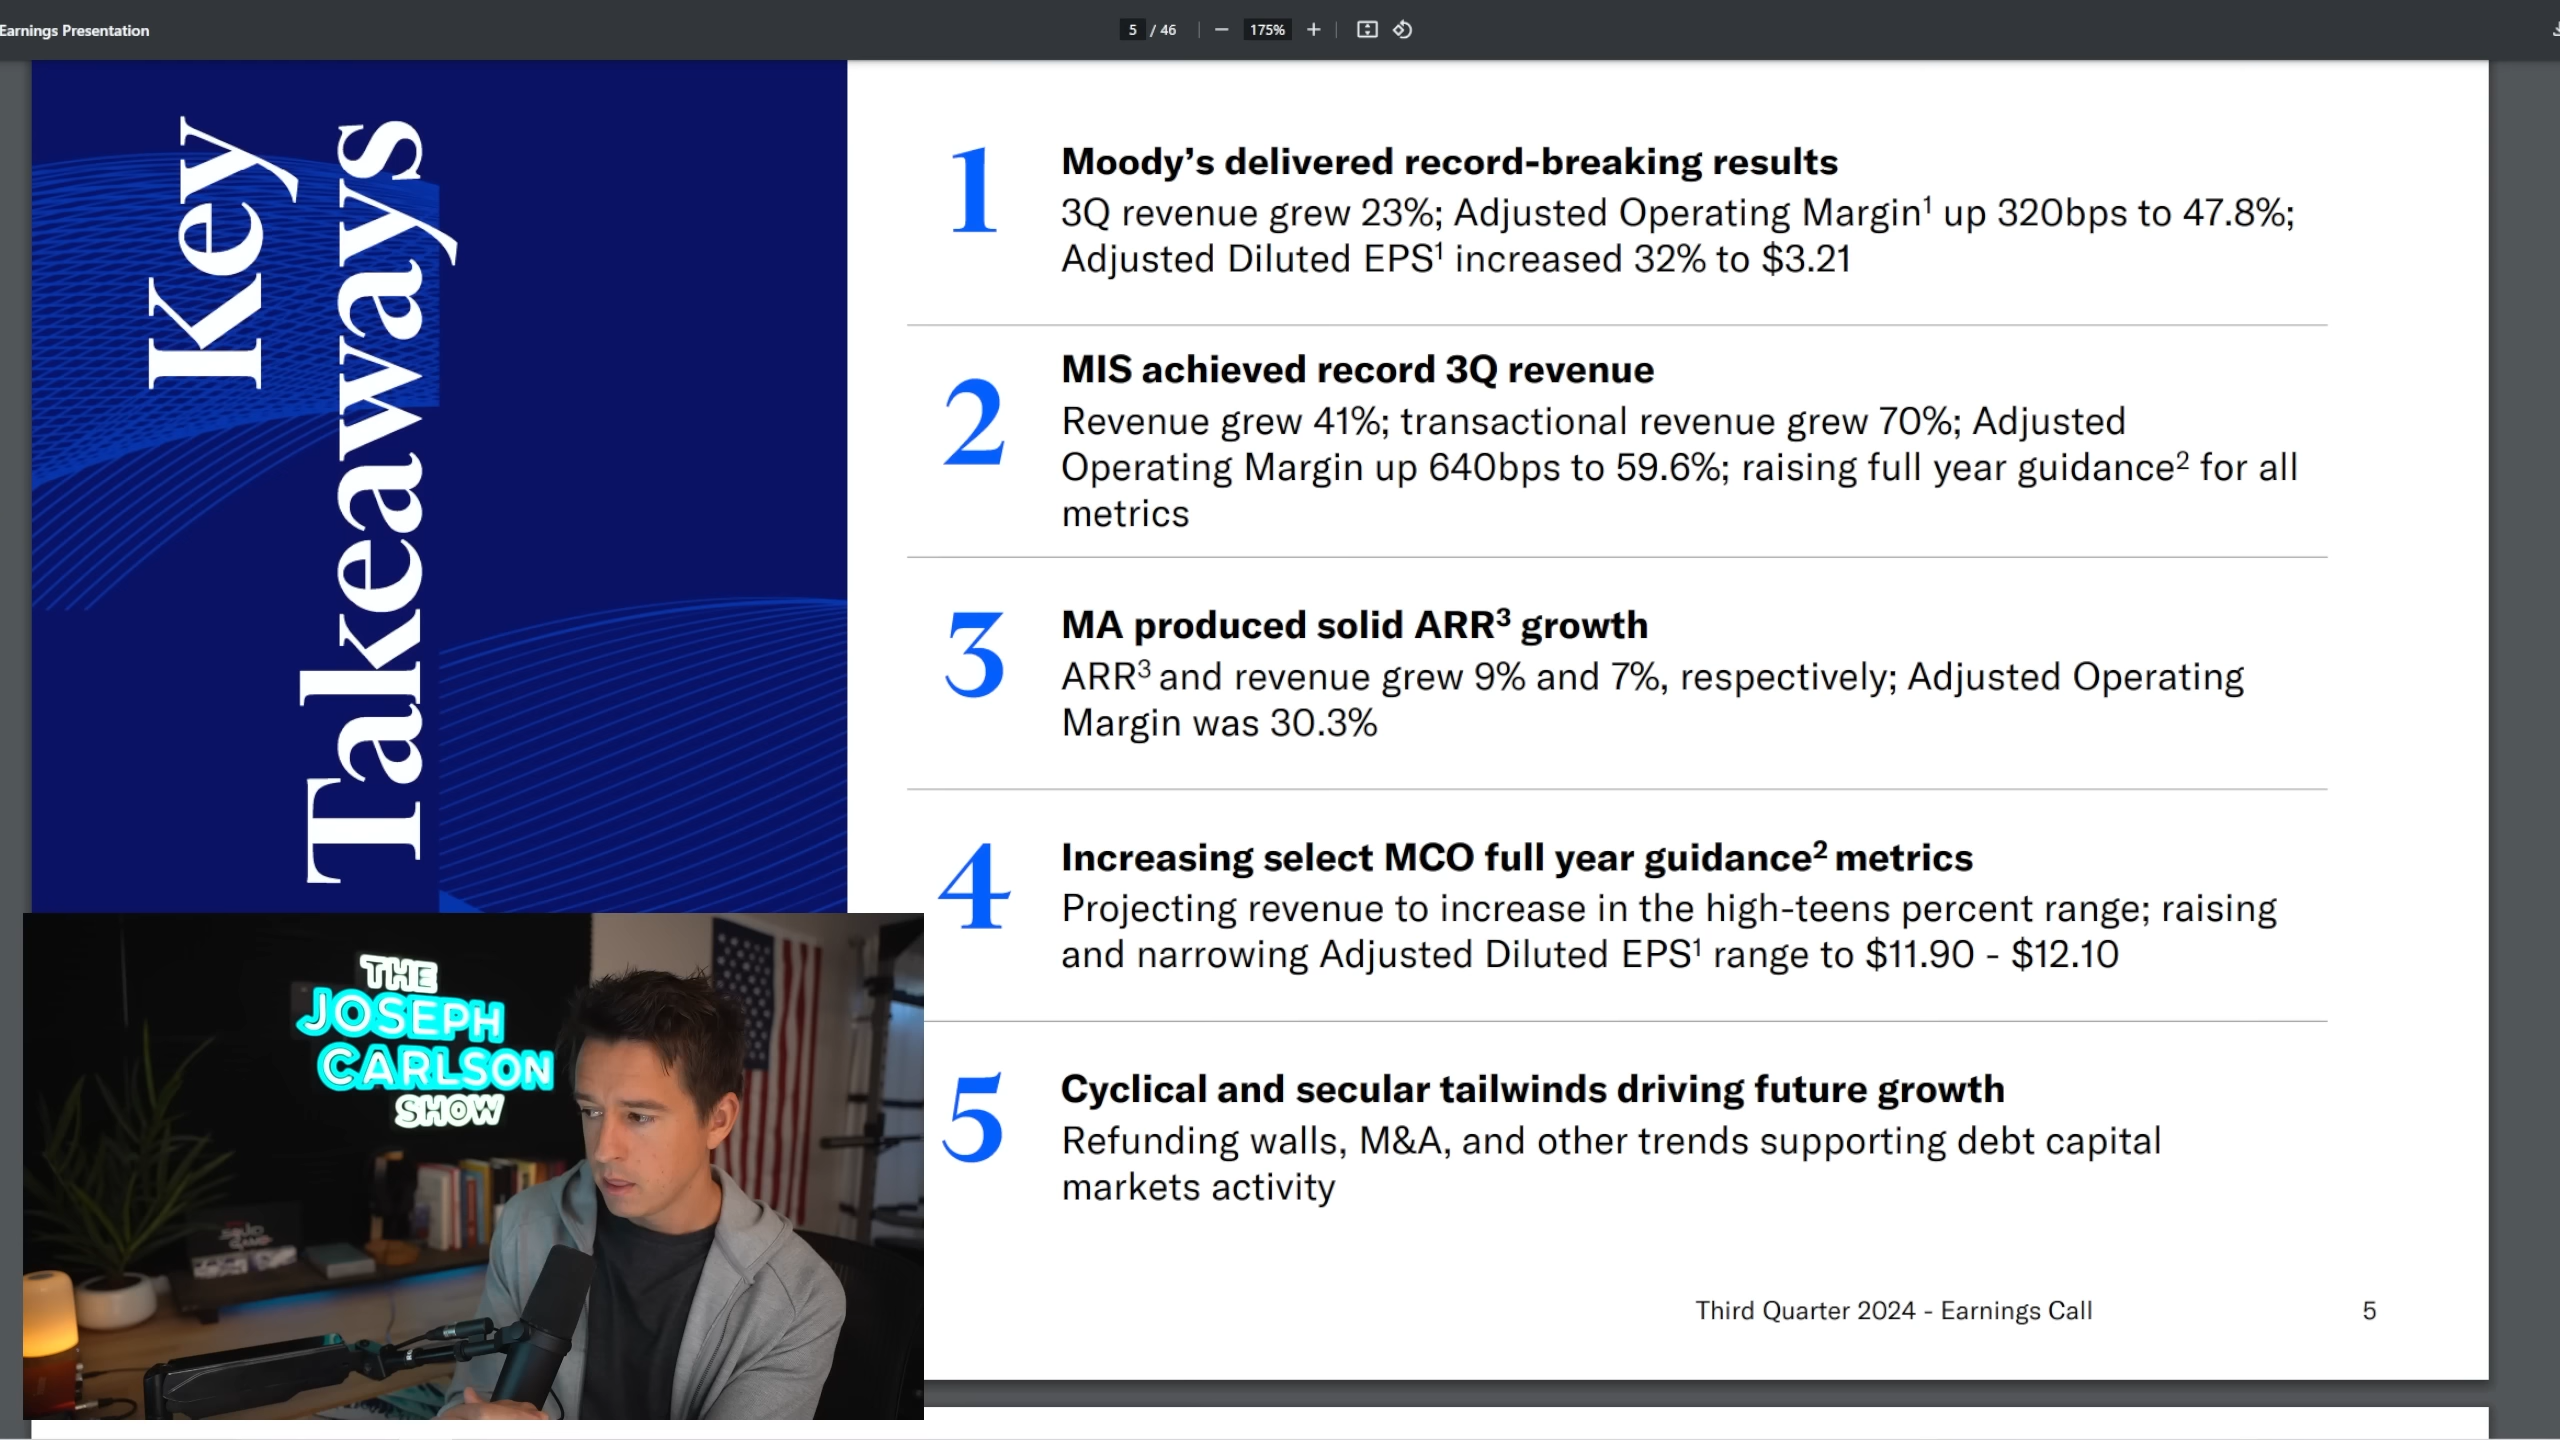 Earnings Presentation
5 / 46
175%
Key
Takeaways
1
Moody’s delivered record-breaking results
3Q revenue grew 23%; Adjusted Operating Margin¹ up 320bps to 47.8%;
Adjusted Diluted EPS¹ increased 32% to $3.21
2
MIS achieved record 3Q revenue
Revenue grew 41%; transactional revenue grew 70%; Adjusted
Operating Margin up 640bps to 59.6%; raising full year guidance² for all
metrics
3
MA produced solid ARR³ growth
ARR³ and revenue grew 9% and 7%, respectively; Adjusted Operating
Margin was 30.3%
4
Increasing select MCO full year guidance² metrics
Projecting revenue to increase in the high-teens percent range; raising
and narrowing Adjusted Diluted EPS¹ range to $11.90 - $12.10
5
Cyclical and secular tailwinds driving future growth
Refunding walls, M&A, and other trends supporting debt capital
markets activity
Third Quarter 2024 - Earnings Call
5
THE
JOSEPH
CARLSON
SHOW